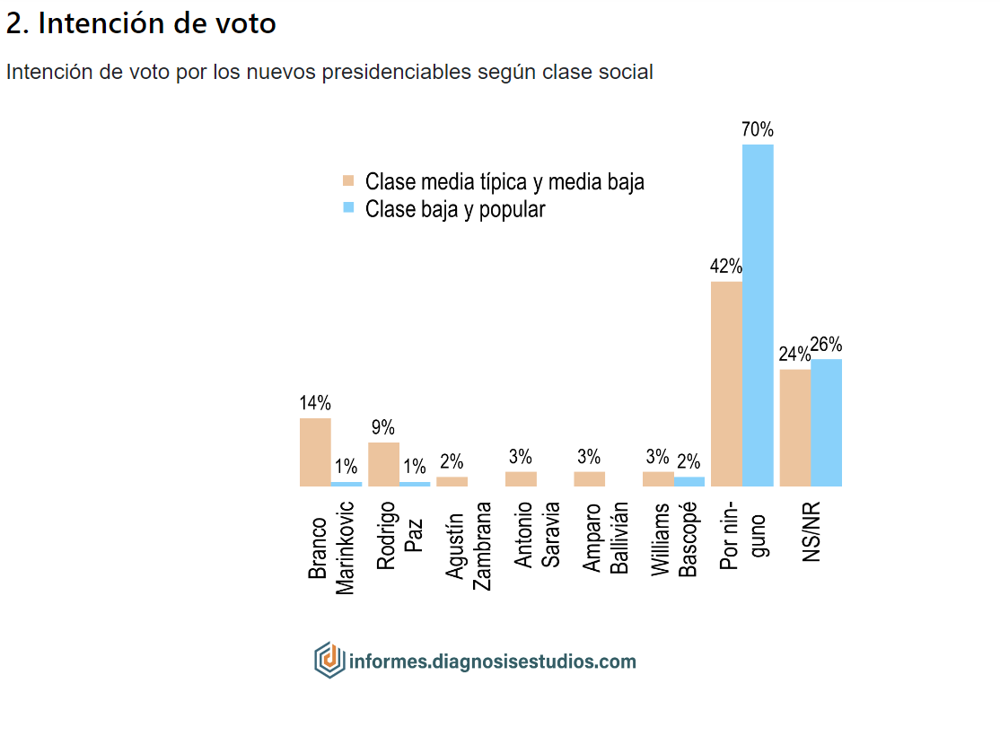 2. Intención de voto
Intención de voto por los nuevos presidenciables según clase social
70%
Clase media típica y media baja
Clase baja y popular
42%
24%
26%
14%
1%
9%
1%
2%
3%
3%
3%
2%
Branco
Marinkovic
Rodrigo
Paz
Agustín
Zambrana
Antonio
Saravia
Amparo
Ballivián
Williams
Bascopé
Por nin-
guno
NS/NR
informes.diagnosisestudios.com